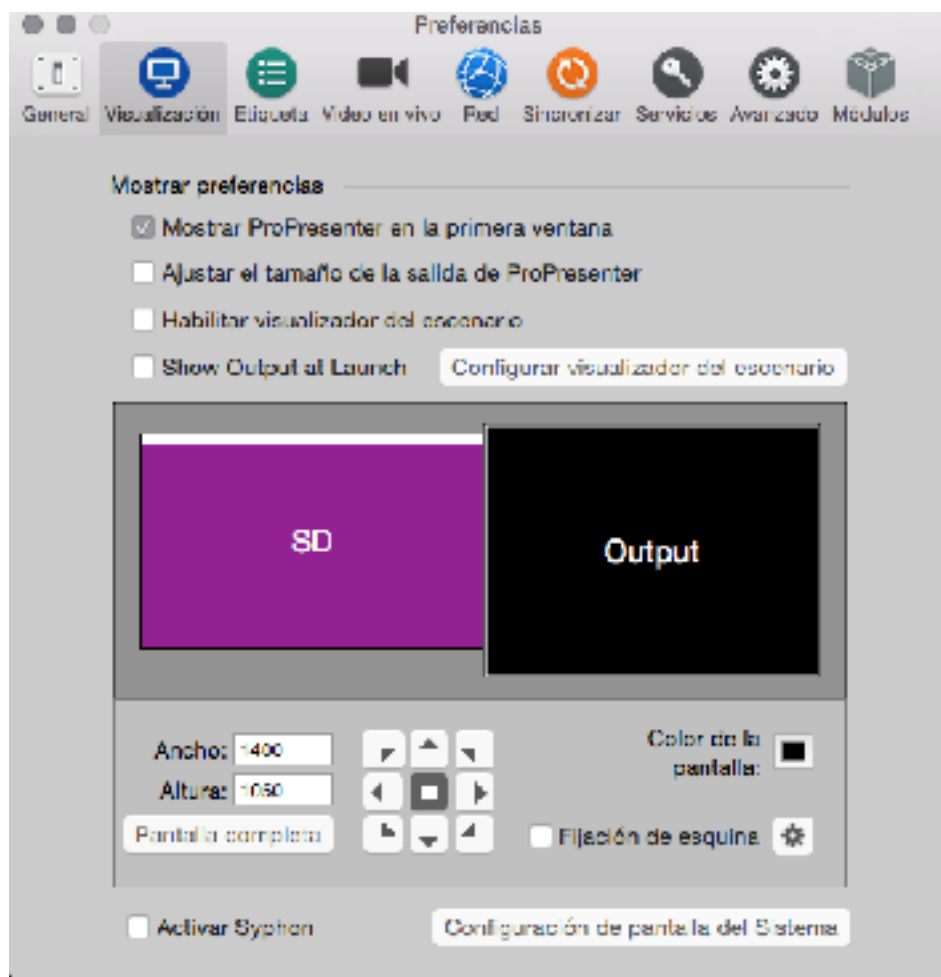 Preferencias
General Visualización Etiqueta Video en vivo Red Sincronizar Servicios Avanzado Módulos
Mostrar preferencias
Mostrar ProPresenter en la primera ventana
Ajustar el tamaño de la salida de ProPresenter
Habilitar visualizador del escenario
Show Output at Launch Configurar visualizador del escenario
SD
Output
Ancho: 1400
Altura: 1050
Color de la
pantalla:
Pantalla completa
Fijación de esquina
Activar Syphon Configuración de pantalla del Sistema